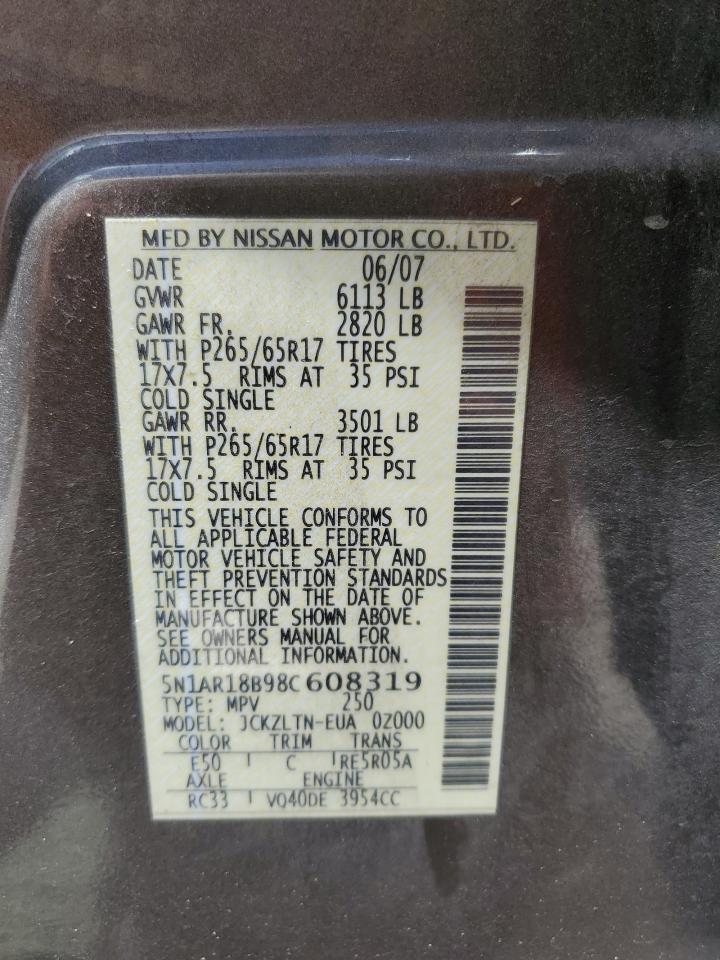 MFD BY NISSAN MOTOR CO., LTD.
DATE 06/07
GVWR 6113 LB
GAWR FR. 2820 LB
WITH P265/65R17 TIRES
17X7.5 RIMS AT 35 PSI
COLD SINGLE
GAWR RR. 3501 LB
WITH P265/65R17 TIRES
17X7.5 RIMS AT 35 PSI
COLD SINGLE
THIS VEHICLE CONFORMS TO
ALL APPLICABLE FEDERAL
MOTOR VEHICLE SAFETY AND
THEFT PREVENTION STANDARDS
IN EFFECT ON THE DATE OF
MANUFACTURE SHOWN ABOVE.
SEE OWNERS MANUAL FOR
ADDITIONAL INFORMATION.
5N1AR18B98C608319
TYPE: MPV 250
MODEL: JCKZLTN-EUA 0Z000
COLOR TRIM TRANS
E50 C RE5R05A
AXLE ENGINE
RC33 VQ40DE 3954CC